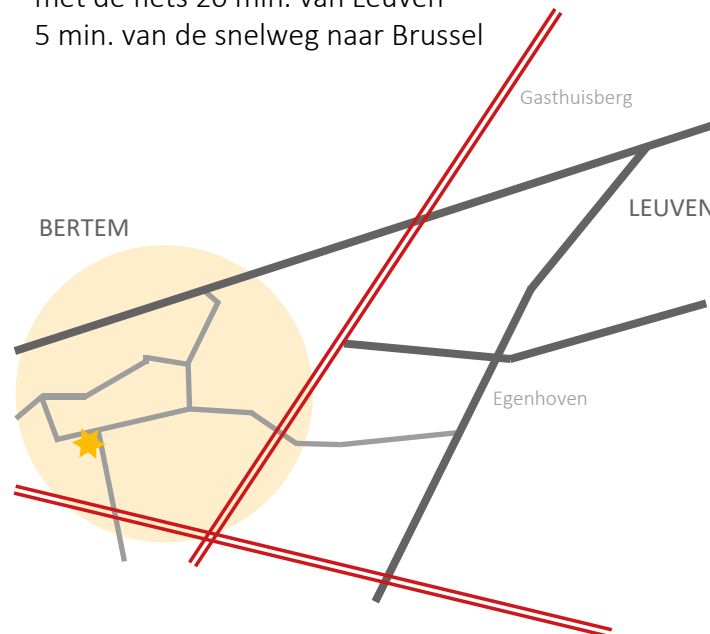 met de fiets 20 min. van Leuven
5 min. van de snelweg naar Brussel
Gasthuisberg
LEUVEN
BERTEM
Egenhoven